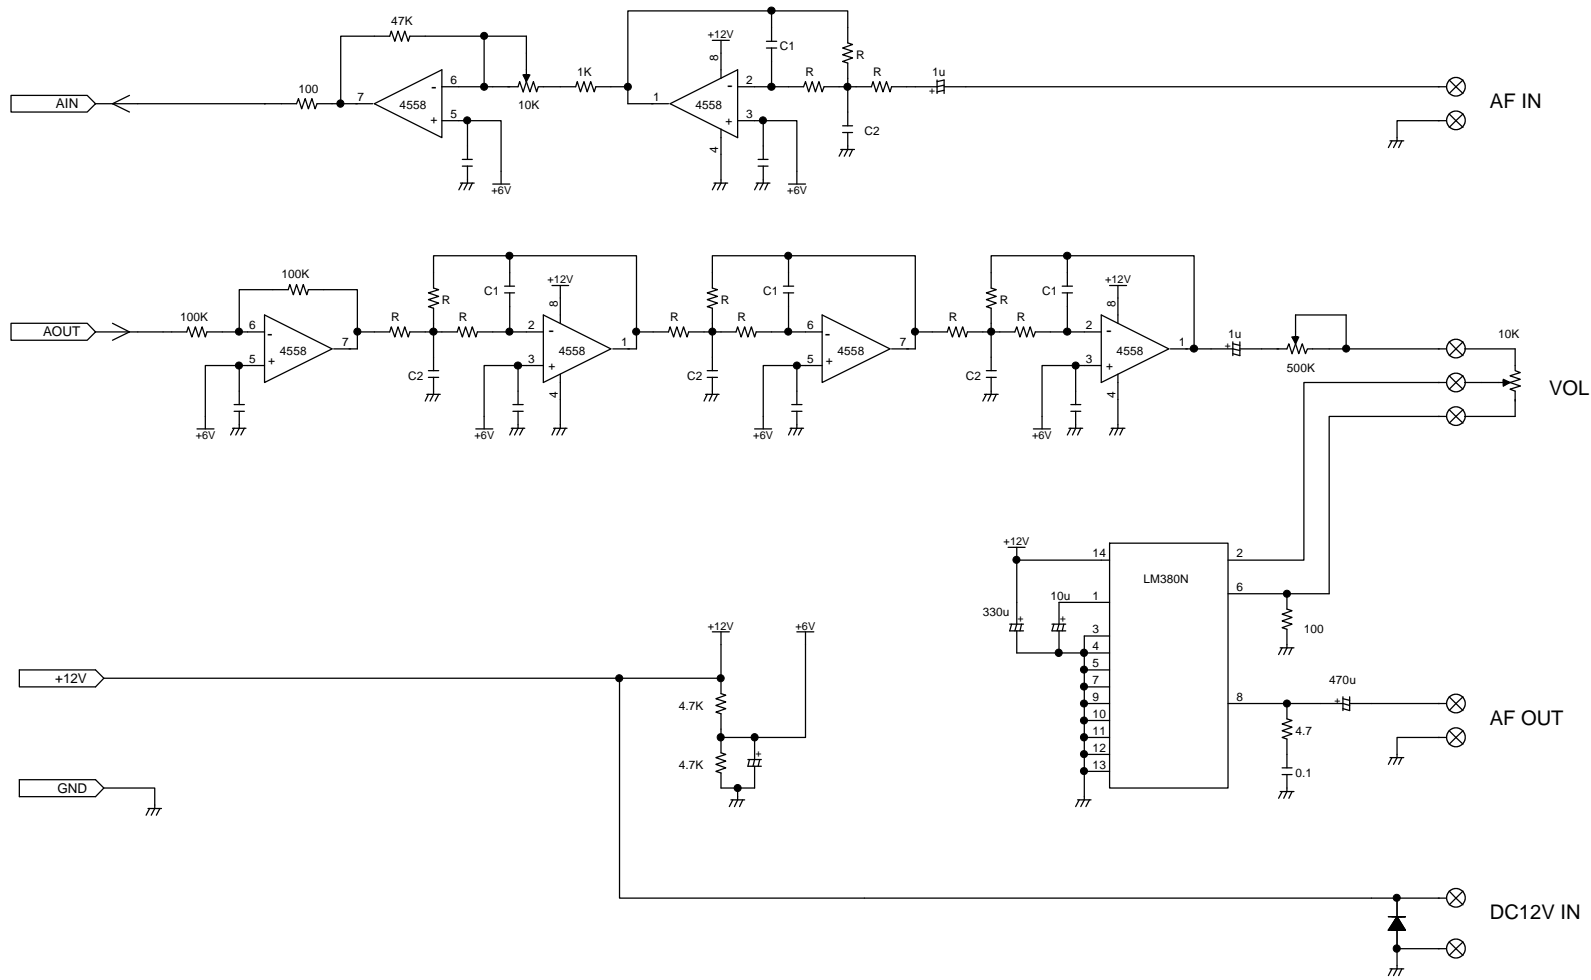 47K
+12V
8
C1
R
100
6
-
1K
2
-
R
R
1u
+
AIN
7
4558
10K
1
4558
AF IN
5
+
3
+
C2
4
+6V
+6V
100K
+12V
+12V
8
8
R
C1
R
C1
R
C1
100K
6
-
R
R
2
-
R
R
6
-
R
R
2
-
1u
+
10K
AOUT
4558
7
4558
1
4558
7
4558
1
5
+
3
+
5
+
3
+
500K
C2
C2
C2
VOL
4
4
+6V
+6V
+6V
+6V
+12V
14
2
LM380N
10u
1
6
330u
+
+
3
100
+12V
+6V
4
5
+12V
7
470u
4.7K
9
8
+
AF OUT
10
4.7
11
+
4.7K
12
13
0.1
GND
DC12V IN